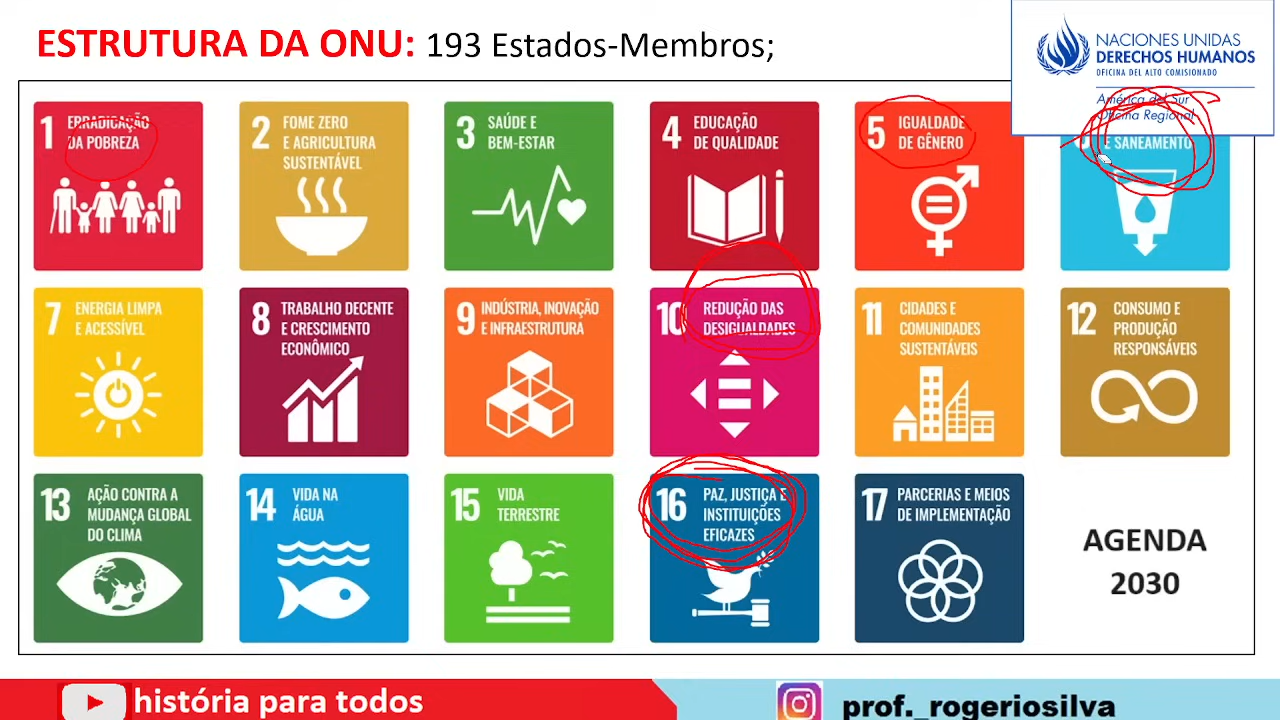 ESTRUTURA DA ONU: 193 Estados-Membros;
NACIONES UNIDAS
DERECHOS HUMANOS
OFICINA DEL ALTO COMISIONADO
América del Sur
Oficina Regional
1 ERRADICAÇÃO
DA POBREZA
2 FOME ZERO
E AGRICULTURA
SUSTENTÁVEL
3 SAÚDE E
BEM-ESTAR
4 EDUCAÇÃO
DE QUALIDADE
5 IGUALDADE
DE GÊNERO
E SANEAMENTO
7 ENERGIA LIMPA
E ACESSÍVEL
8 TRABALHO DECENTE
E CRESCIMENTO
ECONÔMICO
9 INDÚSTRIA, INOVAÇÃO
E INFRAESTRUTURA
10 REDUÇÃO DAS
DESIGUALDADES
11 CIDADES E
COMUNIDADES
SUSTENTÁVEIS
12 CONSUMO E
PRODUÇÃO
RESPONSÁVEIS
13 AÇÃO CONTRA A
MUDANÇA GLOBAL
DO CLIMA
14 VIDA NA
ÁGUA
15 VIDA
TERRESTRE
16 PAZ, JUSTIÇA E
INSTITUIÇÕES
EFICAZES
17 PARCERIAS E MEIOS
DE IMPLEMENTAÇÃO
AGENDA
2030
história para todos
prof._rogeriosilva